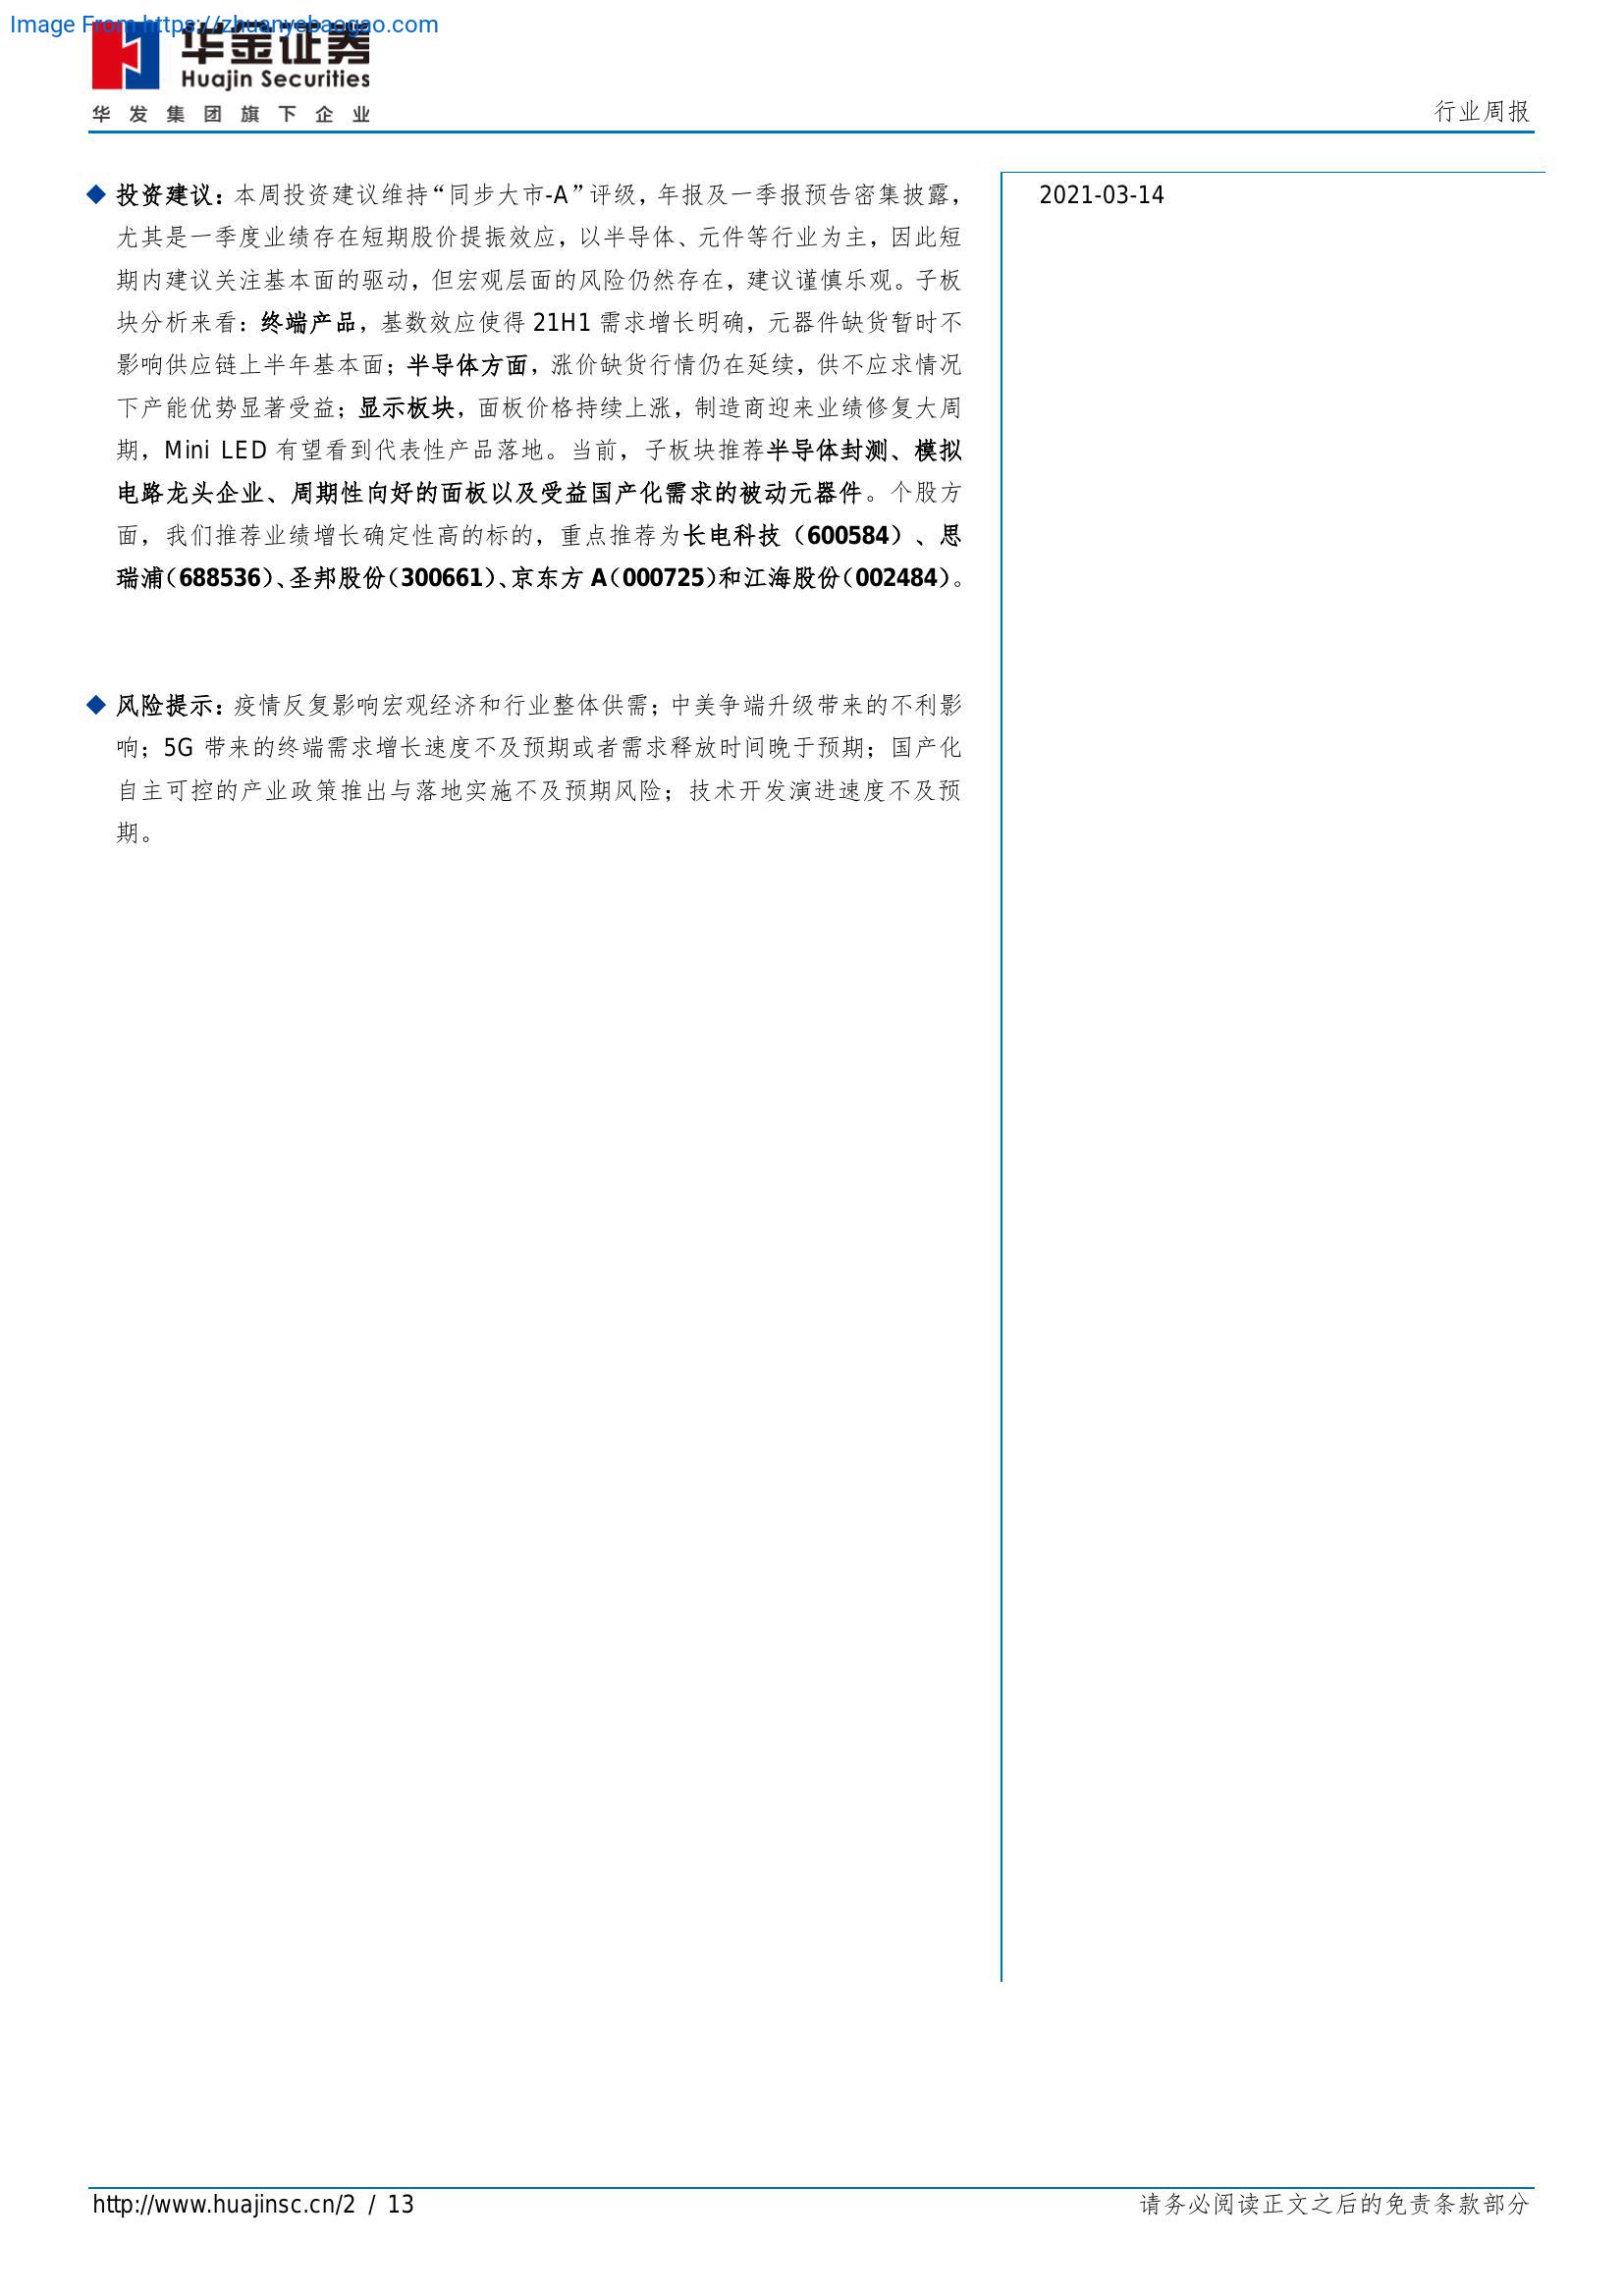 Image From https://zhuanyebaogao.com
华金证券
Huajin Securities
华发集团旗下企业
行业周报
2021-03-14
投资建议：本周投资建议维持“同步大市-A”评级，年报及一季报预告密集披露，
尤其是一季度业绩存在短期股价提振效应，以半导体、元件等行业为主，因此短
期内建议关注基本面的驱动，但宏观层面的风险仍然存在，建议谨慎乐观。子板
块分析来看：终端产品，基数效应使得 21H1 需求增长明确，元器件缺货暂时不
影响供应链上半年基本面；半导体方面，涨价缺货行情仍在延续，供不应求情况
下产能优势显著受益；显示板块，面板价格持续上涨，制造商迎来业绩修复大周
期，Mini LED 有望看到代表性产品落地。当前，子板块推荐半导体封测、模拟
电路龙头企业、周期性向好的面板以及受益国产化需求的被动元器件。个股方
面，我们推荐业绩增长确定性高的标的，重点推荐为长电科技（600584）、思
瑞浦（688536）、圣邦股份（300661）、京东方 A（000725）和江海股份（002484）。
风险提示：疫情反复影响宏观经济和行业整体供需；中美争端升级带来的不利影
响；5G 带来的终端需求增长速度不及预期或者需求释放时间晚于预期；国产化
自主可控的产业政策推出与落地实施不及预期风险；技术开发演进速度不及预
期。
http://www.huajinsc.cn/2 / 13
请务必阅读正文之后的免责条款部分